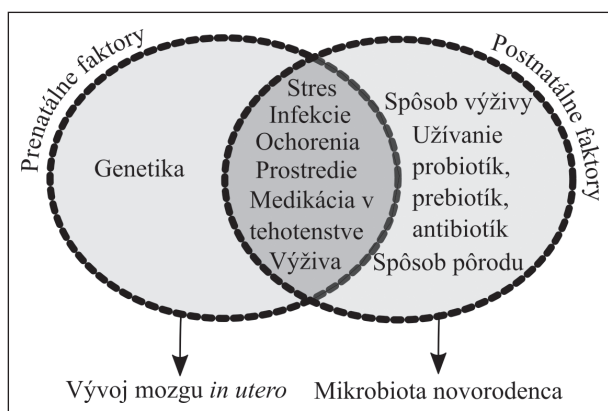 Prenatálne faktory
Postnatálne faktory
Genetika
Stres
Infekcie
Ochorenia
Prostredie
Medikácia v
tehotenstve
Výživa
Spôsob výživy
Užívanie
probiotík,
prebiotík,
antibiotík
Spôsob pôrodu
Vývoj mozgu in utero
Mikrobiota novorodenca